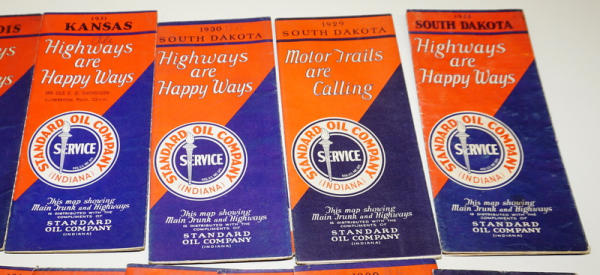 OIS
1931
KANSAS
Highways
are
Happy Ways
STANDARD OIL COMPANY
SERVICE
(INDIANA)
This map showing
Main Trunk and Highways
IS DISTRIBUTED WITH THE
COMPLIMENTS OF
STANDARD
OIL COMPANY
(INDIANA)
1930
SOUTH DAKOTA
Highways
are
Happy Ways
STANDARD OIL COMPANY
SERVICE
(INDIANA)
This map showing
Main Trunk and Highways
IS DISTRIBUTED WITH THE
COMPLIMENTS OF
STANDARD
OIL COMPANY
(INDIANA)
1929
SOUTH DAKOTA
Motor Trails
are
Calling
STANDARD OIL COMPANY
SERVICE
(INDIANA)
This map showing
Main Trunk and Highways
IS DISTRIBUTED WITH THE
COMPLIMENTS OF
STANDARD
OIL COMPANY
(INDIANA)
SOUTH DAKOTA
Highways
are
Happy Ways
STANDARD OIL COMPANY
SERVICE
(INDIANA)
This map showing
Main Trunk and Highways
IS DISTRIBUTED WITH THE
COMPLIMENTS OF
STANDARD
OIL COMPANY
(INDIANA)